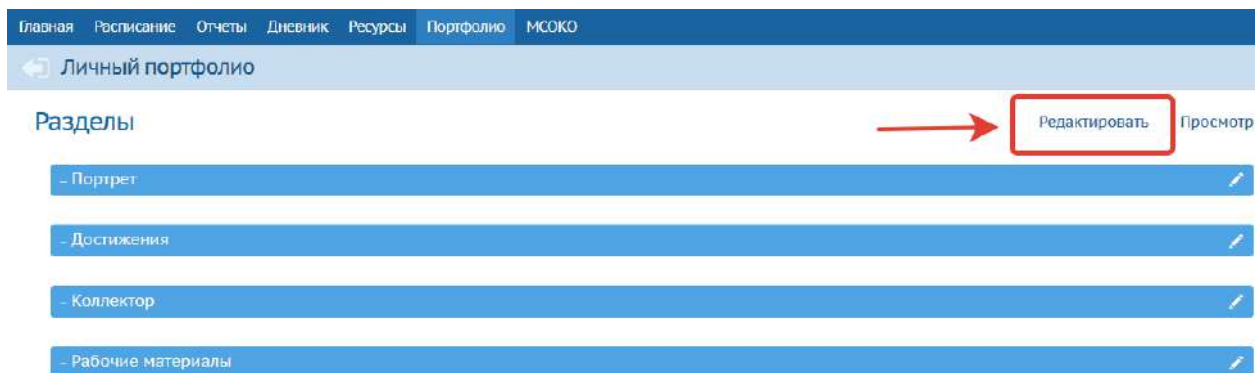 Главная Расписание Отчеты Дневник Ресурсы Портфолио МСОКО
Личный портфолио
Разделы Редактировать Просмотр
– Портрет
– Достижения
– Коллектор
– Рабочие материалы